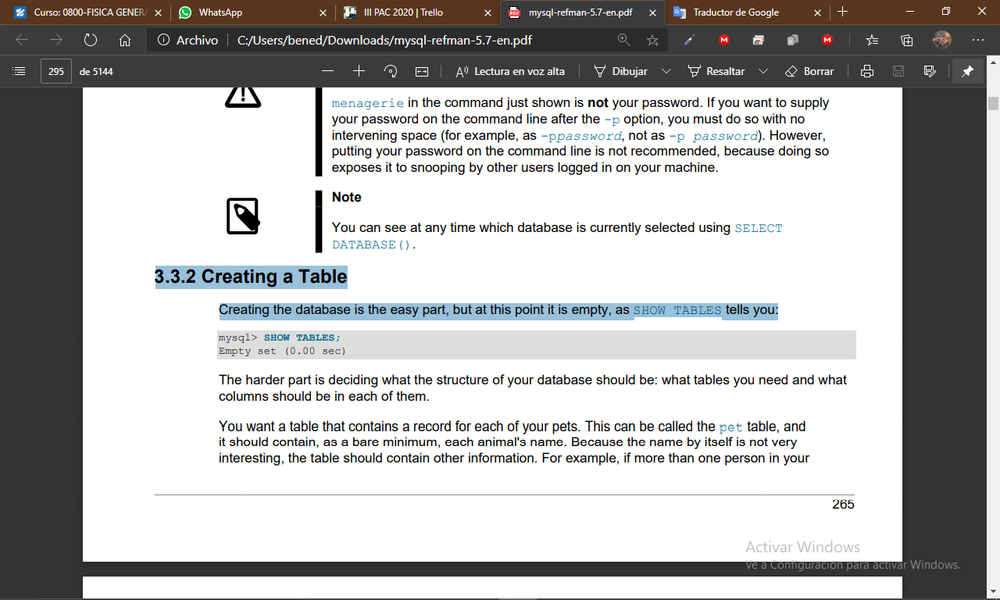 Curso: 0800-FISICA GENERA
WhatsApp
III PAC 2020 | Trello
mysql-refman-5.7-en.pdf
Traductor de Google
Archivo
C:/Users/bened/Downloads/mysql-refman-5.7-en.pdf
295
de 5144
Lectura en voz alta
Dibujar
Resaltar
Borrar
menagerie in the command just shown is not your password. If you want to supply
your password on the command line after the -p option, you must do so with no
intervening space (for example, as -ppassword, not as -p password). However,
putting your password on the command line is not recommended, because doing so
exposes it to snooping by other users logged in on your machine.
Note
You can see at any time which database is currently selected using SELECT
DATABASE().
3.3.2 Creating a Table
Creating the database is the easy part, but at this point it is empty, as SHOW TABLES tells you:
mysql> SHOW TABLES;
Empty set (0.00 sec)
The harder part is deciding what the structure of your database should be: what tables you need and what
columns should be in each of them.
You want a table that contains a record for each of your pets. This can be called the pet table, and
it should contain, as a bare minimum, each animal's name. Because the name by itself is not very
interesting, the table should contain other information. For example, if more than one person in your
265
Activar Windows
Ve a Configuración para activar Windows.